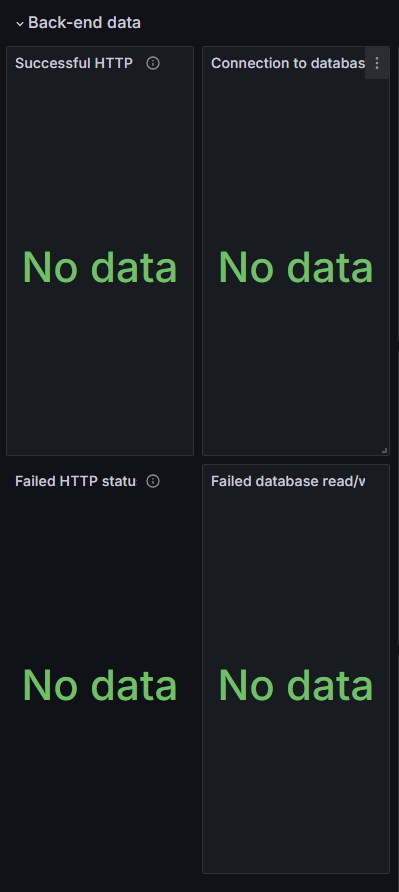 Back-end data
Successful HTTP
Connection to databas
No data
No data
Failed HTTP statu
Failed database read/w
No data
No data